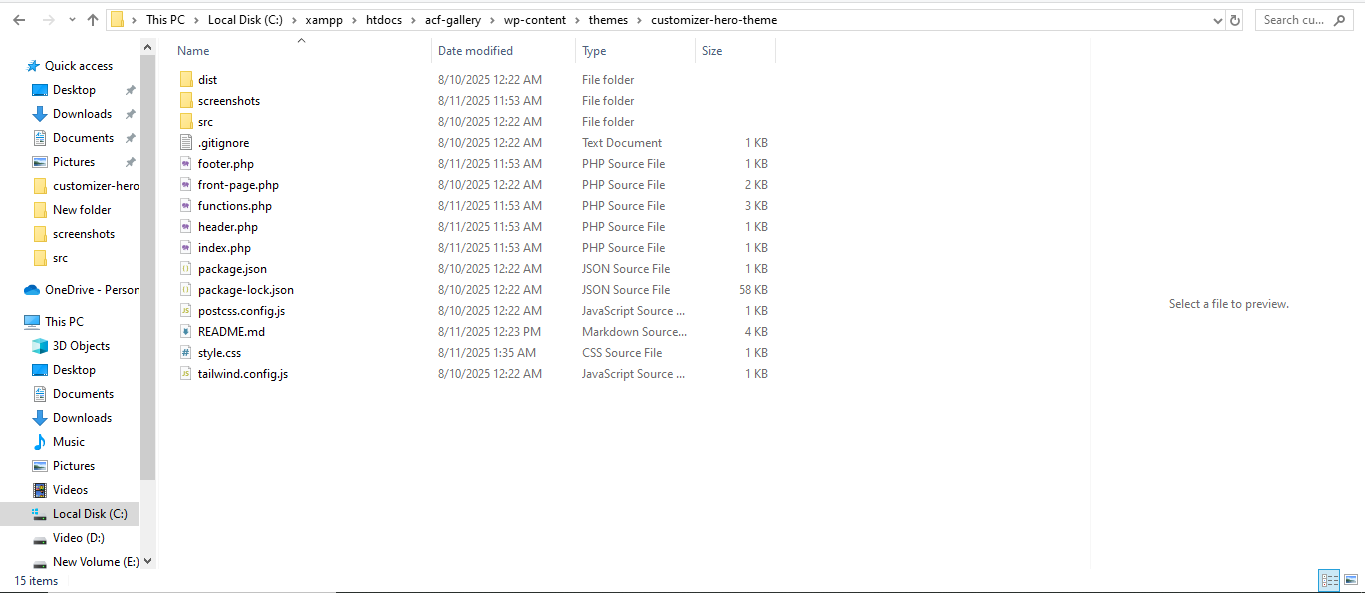 This PC > Local Disk (C:) > xampp > htdocs > acf-gallery > wp-content > themes > customizer-hero-theme
Search cu...
Quick access
Desktop
Downloads
Documents
Pictures
customizer-hero
New folder
screenshots
src
OneDrive - Person
This PC
3D Objects
Desktop
Documents
Downloads
Music
Pictures
Videos
Local Disk (C:)
Video (D:)
New Volume (E:)
Name Date modified Type Size
dist 8/10/2025 12:22 AM File folder
screenshots 8/11/2025 11:53 AM File folder
src 8/10/2025 12:22 AM File folder
.gitignore 8/10/2025 12:22 AM Text Document 1 KB
footer.php 8/11/2025 11:53 AM PHP Source File 1 KB
front-page.php 8/10/2025 12:22 AM PHP Source File 2 KB
functions.php 8/11/2025 11:53 AM PHP Source File 3 KB
header.php 8/11/2025 11:53 AM PHP Source File 1 KB
index.php 8/11/2025 11:53 AM PHP Source File 1 KB
package.json 8/10/2025 12:22 AM JSON Source File 1 KB
package-lock.json 8/10/2025 12:22 AM JSON Source File 58 KB
postcss.config.js 8/10/2025 12:22 AM JavaScript Source ... 1 KB
README.md 8/11/2025 12:23 PM Markdown Source... 4 KB
style.css 8/11/2025 1:35 AM CSS Source File 1 KB
tailwind.config.js 8/10/2025 12:22 AM JavaScript Source ... 1 KB
Select a file to preview.
15 items